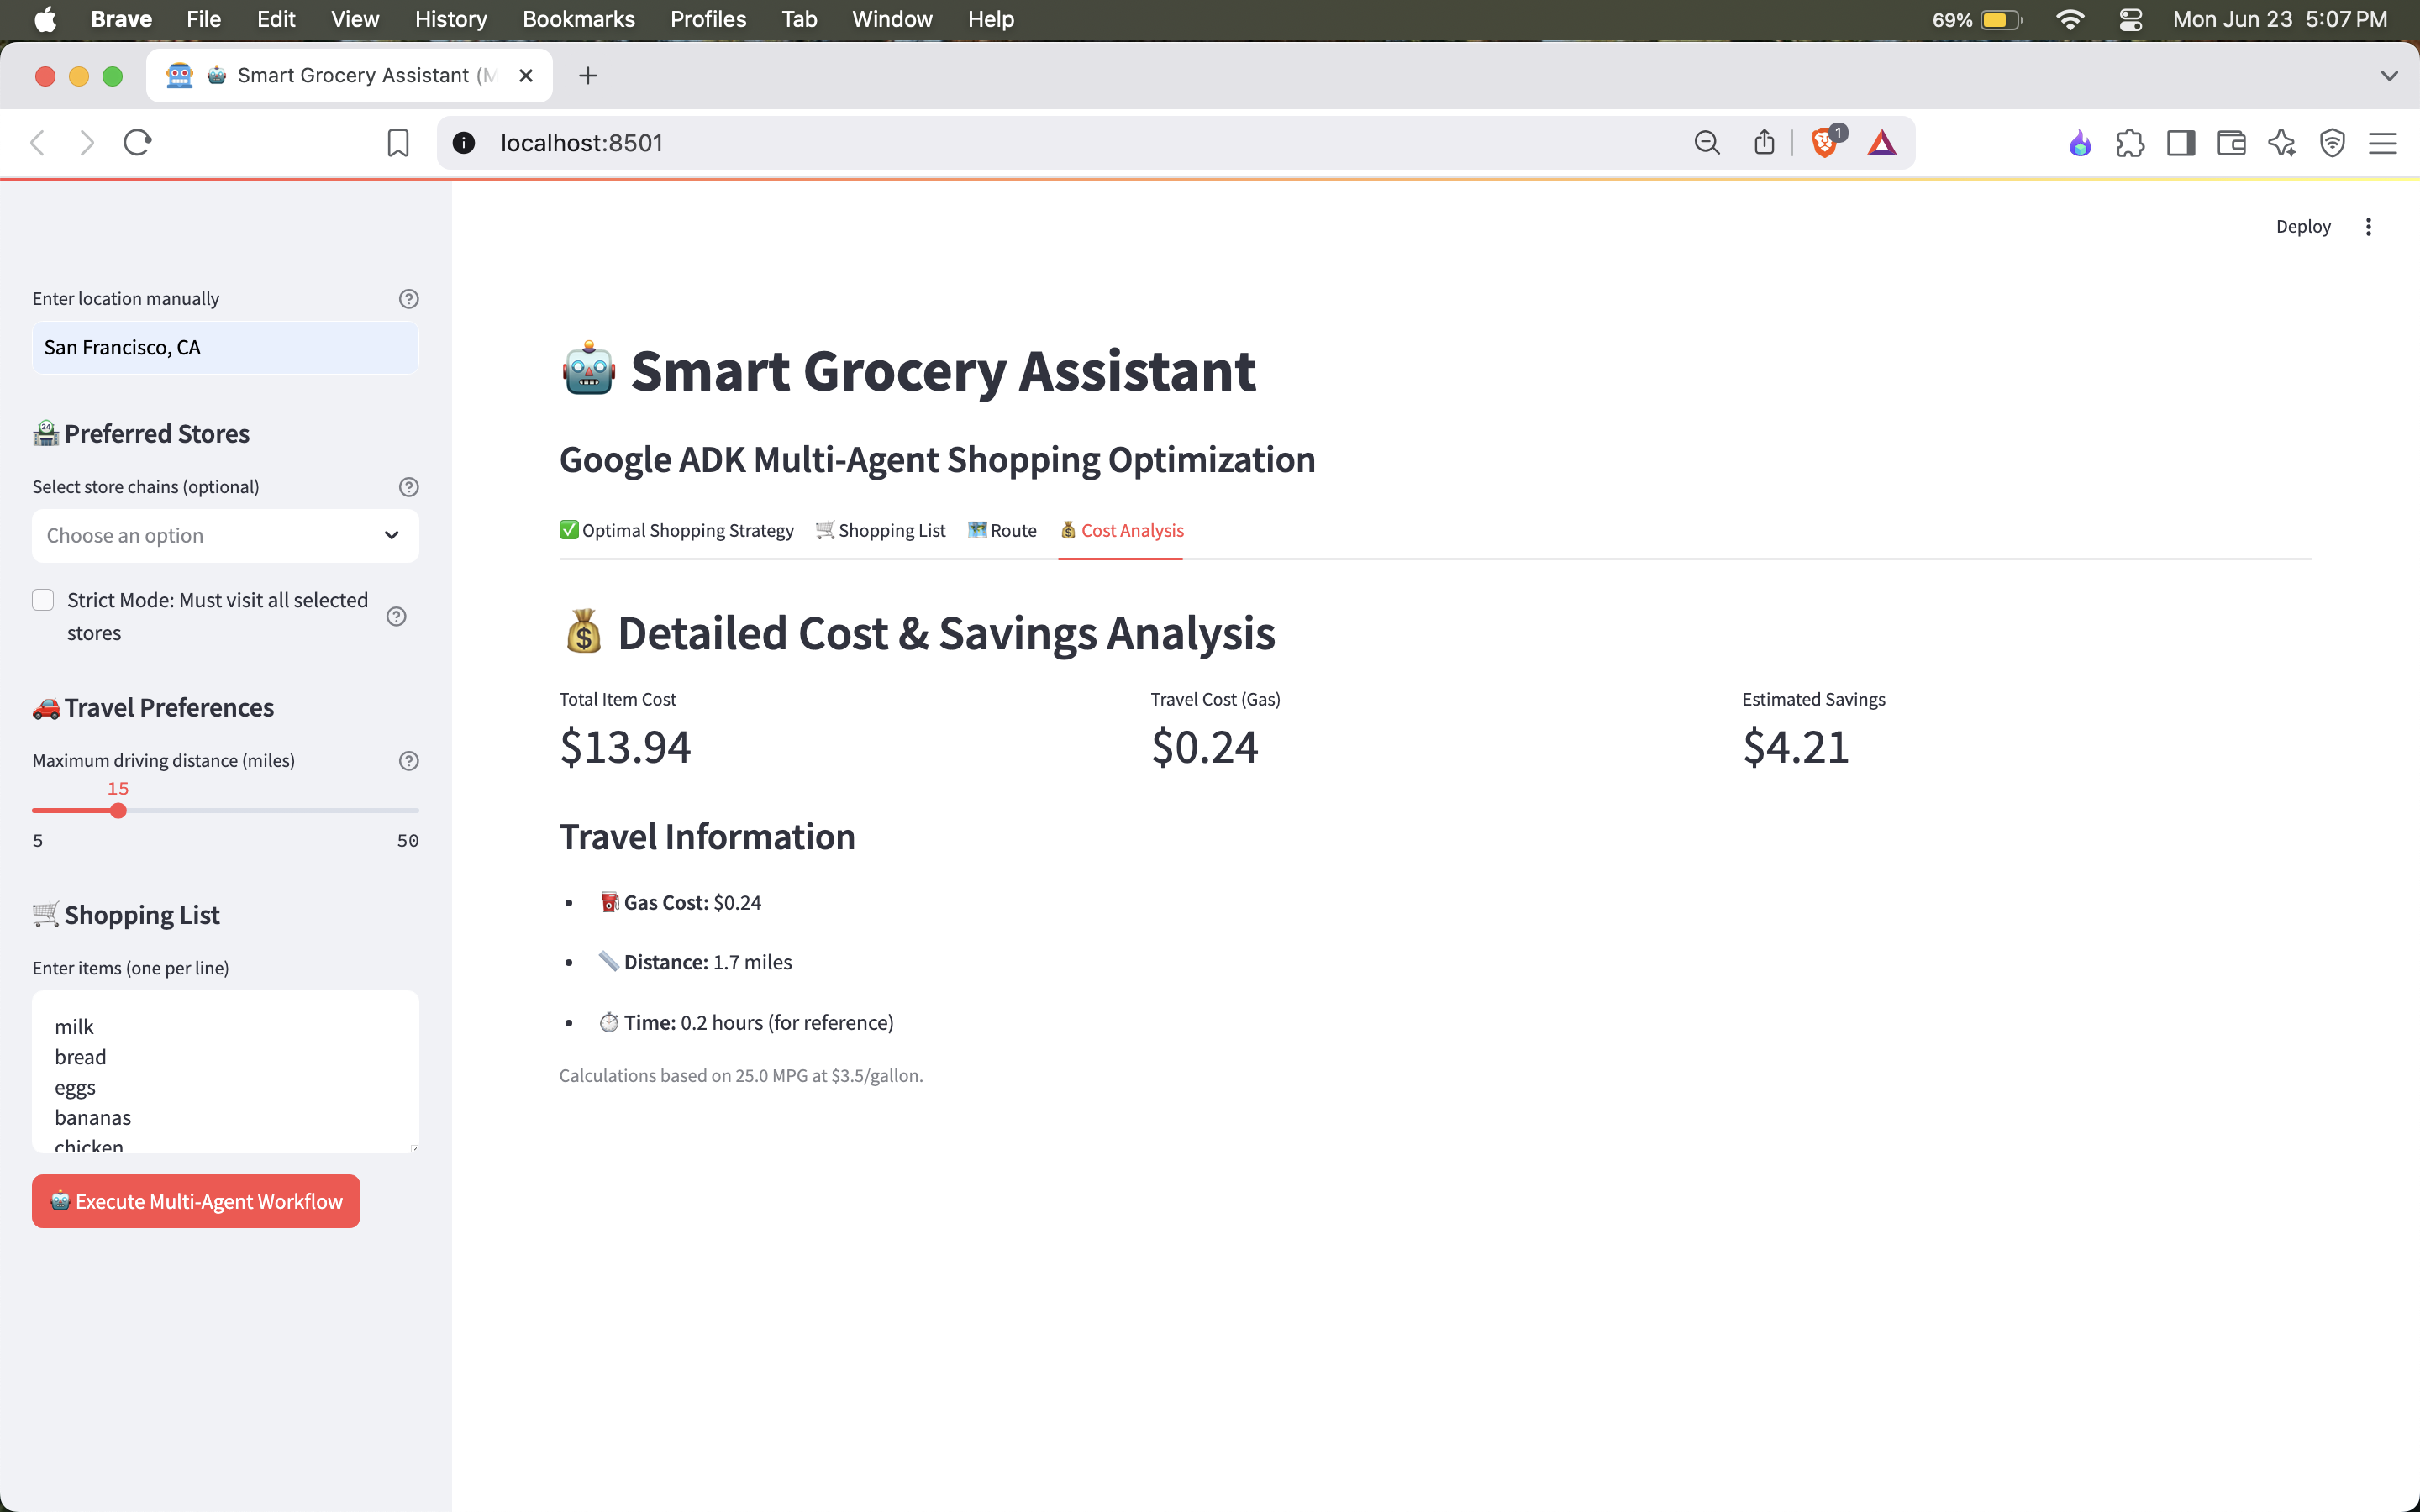 Brave File Edit View History Bookmarks Profiles Tab Window Help 69% Mon Jun 23 5:07 PM
Smart Grocery Assistant (M
localhost:8501
1
Deploy
Enter location manually
San Francisco, CA
Preferred Stores
Select store chains (optional)
Choose an option
Strict Mode: Must visit all selected
stores
Travel Preferences
Maximum driving distance (miles)
15
5 50
Shopping List
Enter items (one per line)
milk
bread
eggs
bananas
chicken
Execute Multi-Agent Workflow
Smart Grocery Assistant
Google ADK Multi-Agent Shopping Optimization
Optimal Shopping Strategy Shopping List Route Cost Analysis
Detailed Cost & Savings Analysis
Total Item Cost
$13.94
Travel Cost (Gas)
$0.24
Estimated Savings
$4.21
Travel Information
• Gas Cost: $0.24
• Distance: 1.7 miles
• Time: 0.2 hours (for reference)
Calculations based on 25.0 MPG at $3.5/gallon.